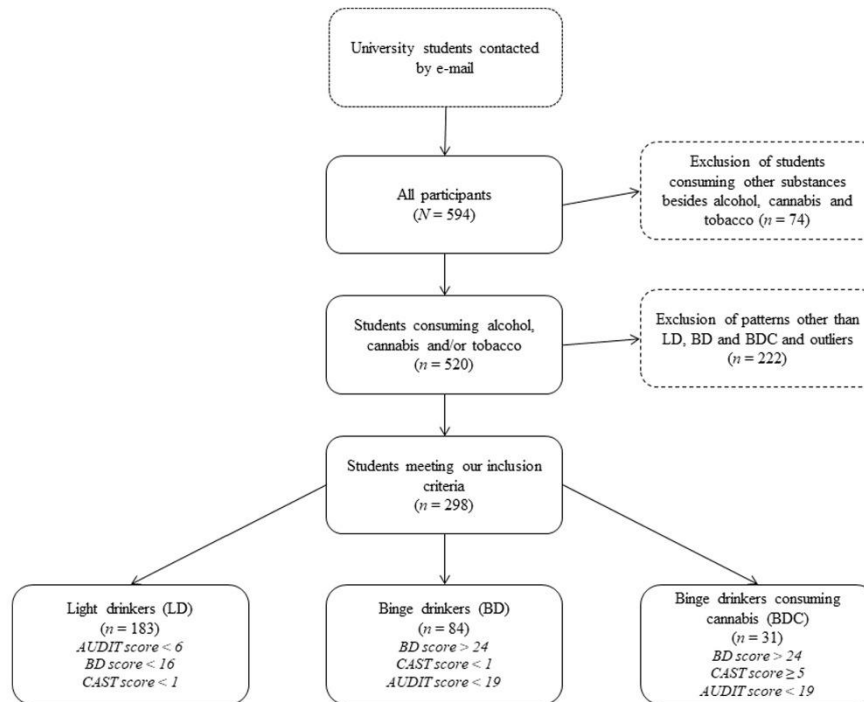 University students contacted
by e-mail
All participants
(N = 594)
Exclusion of students
consuming other substances
besides alcohol, cannabis and
tobacco (n = 74)
Students consuming alcohol,
cannabis and/or tobacco
(n = 520)
Exclusion of patterns other than
LD, BD and BDC and outliers
(n = 222)
Students meeting our inclusion
criteria
(n = 298)
Light drinkers (LD)
(n = 183)
AUDIT score < 6
BD score < 16
CAST score < 1
Binge drinkers (BD)
(n = 84)
BD score > 24
CAST score < 1
AUDIT score < 19
Binge drinkers consuming
cannabis (BDC)
(n = 31)
BD score > 24
CAST score ≥ 5
AUDIT score < 19